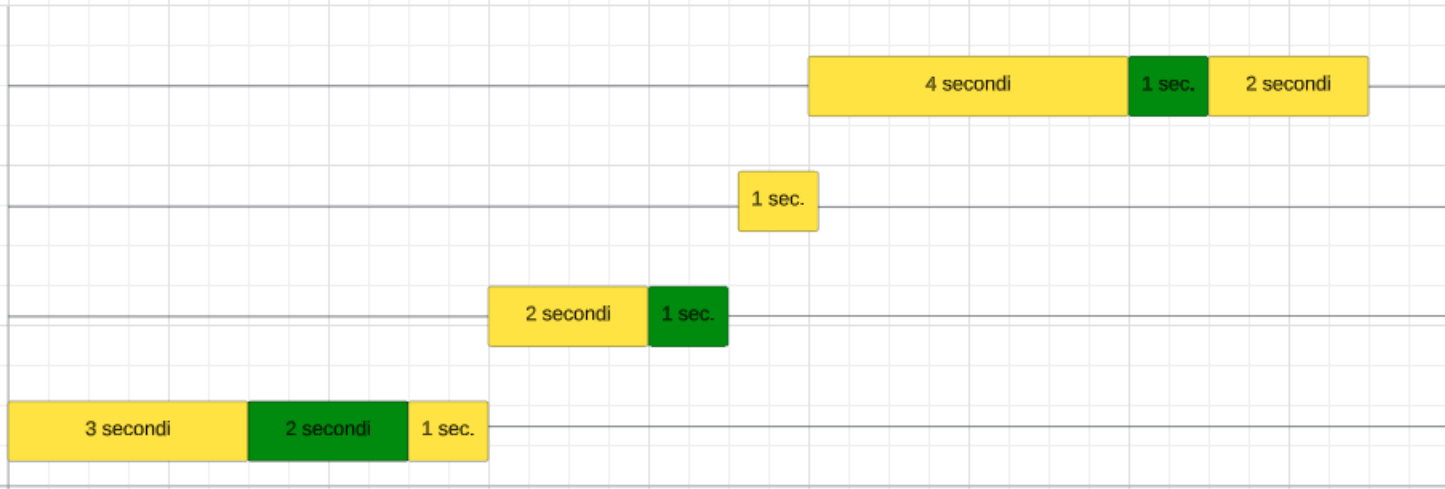 4 secondi 1 sec. 2 secondi
1 sec.
2 secondi 1 sec.
3 secondi 2 secondi 1 sec.